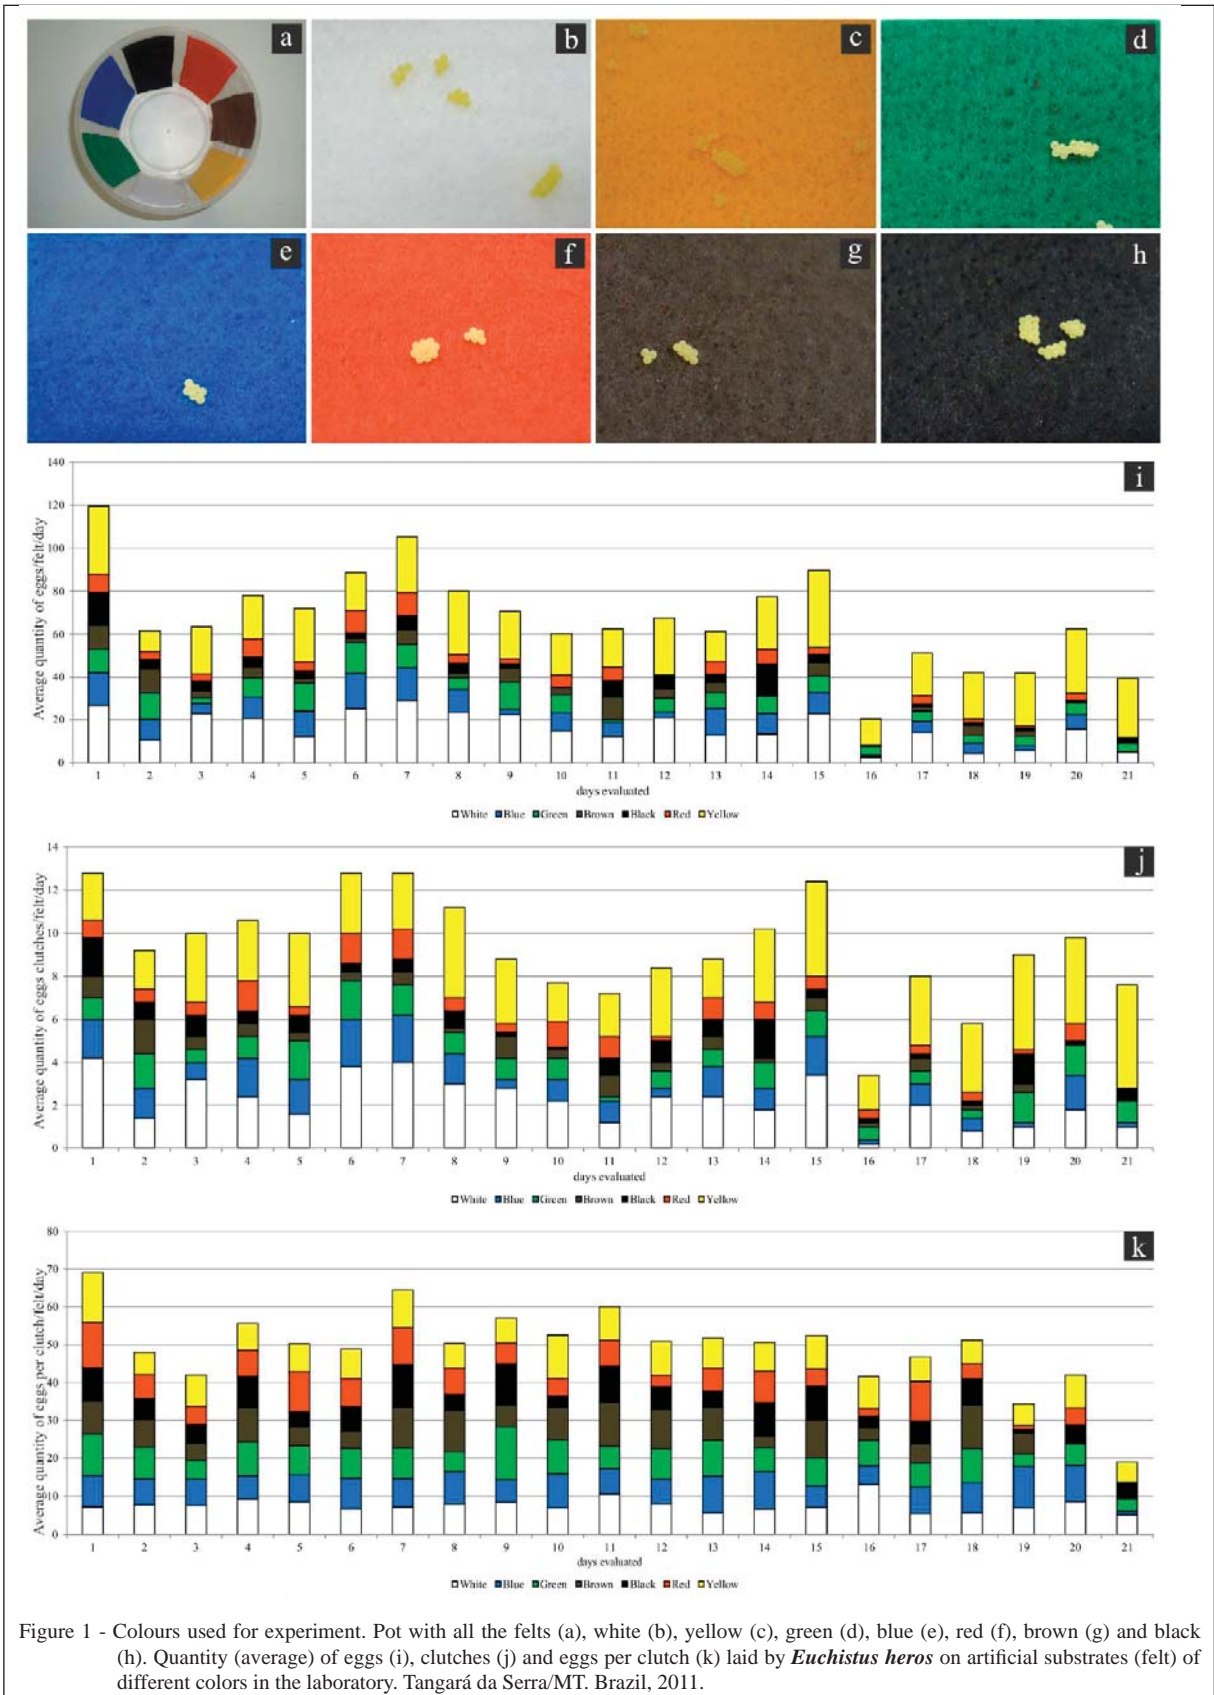 a
b
c
d
e
f
g
h
i
Average quantity of eggs/felt/day
140
120
100
80
60
40
20
0
1 2 3 4 5 6 7 8 9 10 11 12 13 14 15 16 17 18 19 20 21
days evaluated
White Blue Green Brown Black Red Yellow
j
Average quantity of eggs clutches/felt/day
14
12
10
8
6
4
2
0
1 2 3 4 5 6 7 8 9 10 11 12 13 14 15 16 17 18 19 20 21
days evaluated
White Blue Green Brown Black Red Yellow
k
Average quantity of eggs per clutch/felt/day
80
70
60
50
40
30
20
10
0
1 2 3 4 5 6 7 8 9 10 11 12 13 14 15 16 17 18 19 20 21
days evaluated
White Blue Green Brown Black Red Yellow
Figure 1 - Colours used for experiment. Pot with all the felts (a), white (b), yellow (c), green (d), blue (e), red (f), brown (g) and black
(h). Quantity (average) of eggs (i), clutches (j) and eggs per clutch (k) laid by Euchistus heros on artificial substrates (felt) of
different colors in the laboratory. Tangará da Serra/MT. Brazil, 2011.